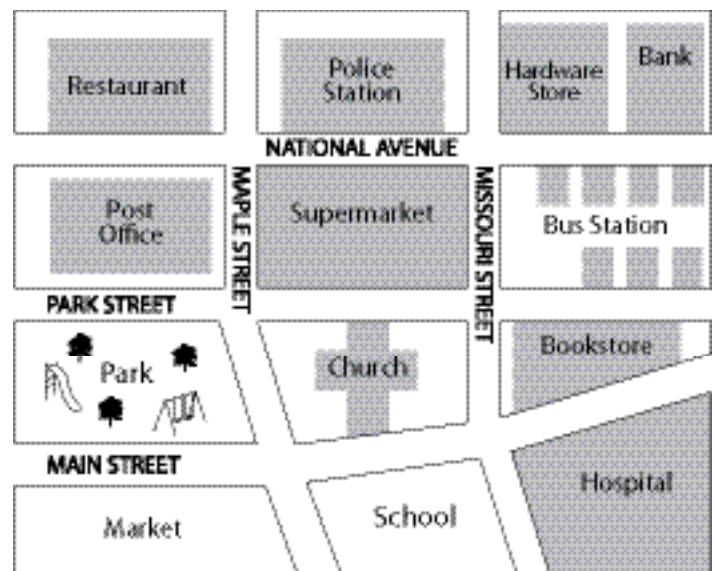 Restaurant
Police
Station
Hardware
Store
Bank
NATIONAL AVENUE
Post
Office
MAPLE STREET
Supermarket
MISSOURI STREET
Bus Station
PARK STREET
Park
Church
Bookstore
MAIN STREET
Market
School
Hospital